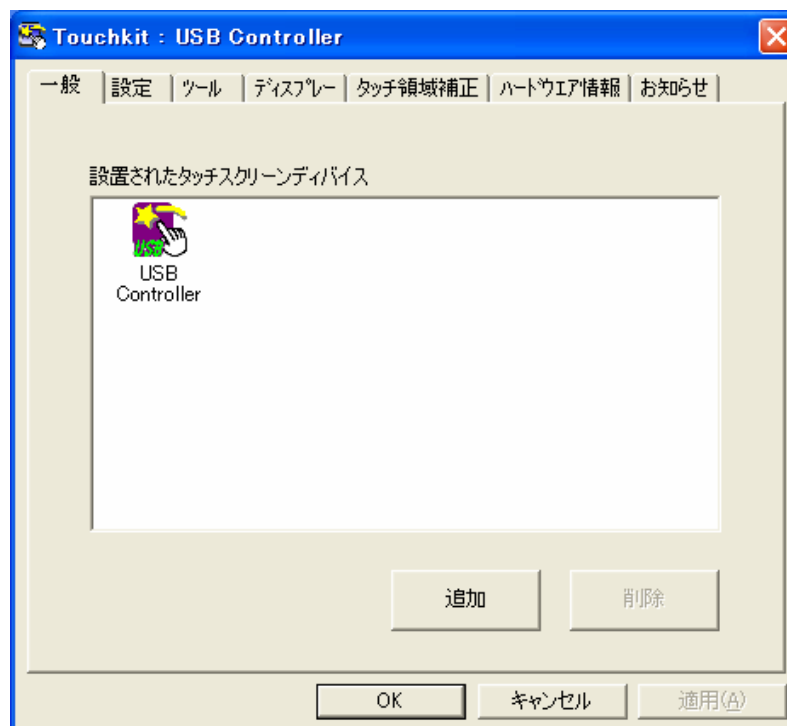 Touchkit : USB Controller
一般 設定 ツール ディスプレー タッチ領域補正 ハードウェア情報 お知らせ
設置されたタッチスクリーンディバイス
USB
USB
Controller
追加 削除
OK キャンセル 適用(A)